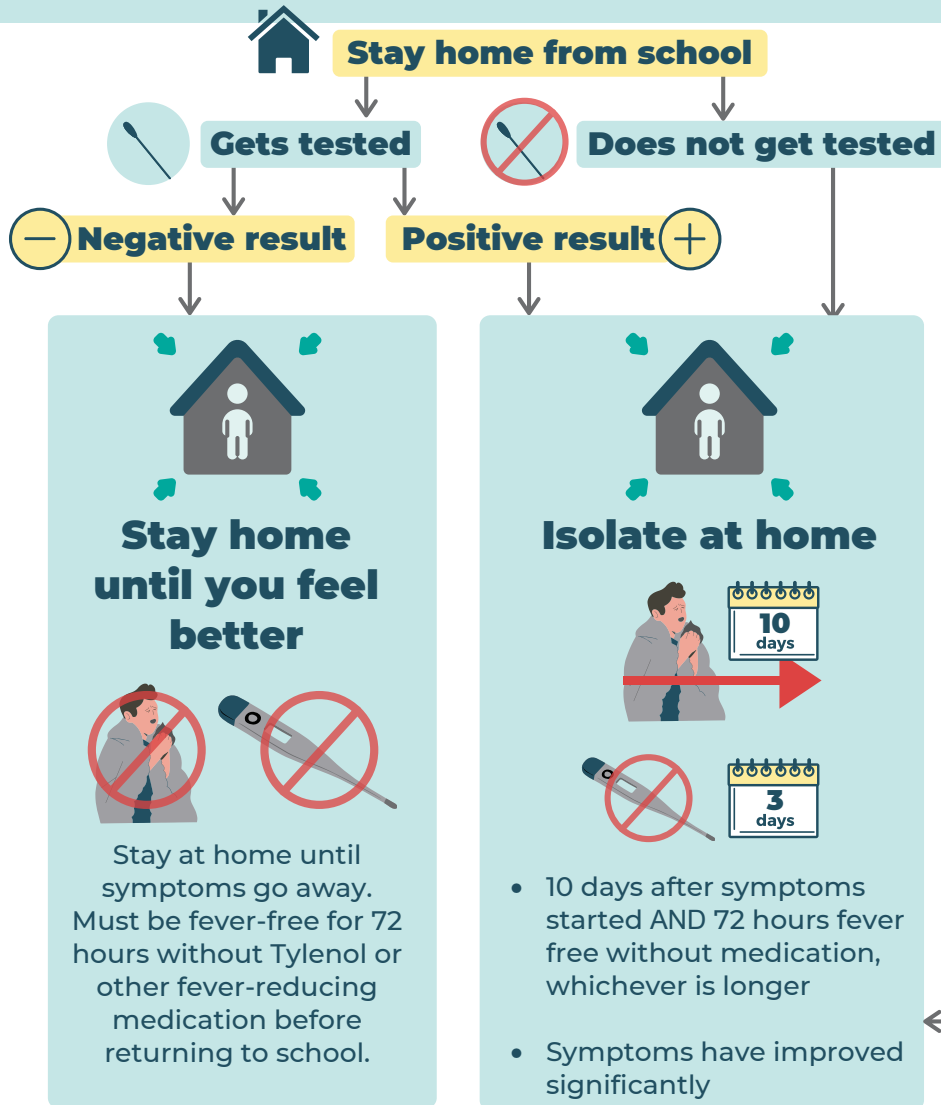 Stay home from school
Gets tested
Does not get tested
Negative result
Positive result
Stay home
until you feel
better
Stay at home until
symptoms go away.
Must be fever-free for 72
hours without Tylenol or
other fever-reducing
medication before
returning to school.
Isolate at home
10
days
3
days
• 10 days after symptoms
started AND 72 hours fever
free without medication,
whichever is longer
• Symptoms have improved
significantly